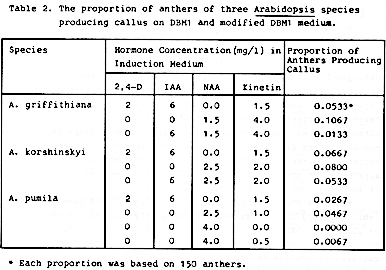 Table 2. The proportion of anthers of three Arabidopsis species
producing callus on DBM1 and modified DBM1 medium.
Species Hormone Concentration(mg/l) in Proportion of
Induction Medium Anthers Producing
Callus
2,4-D IAA NAA Kinetin
A. griffithiana 2 6 0.0 1.5 0.0533*
0 0 1.5 4.0 0.1067
0 6 1.5 4.0 0.0133
A. korshinskyi 2 6 0.0 1.5 0.0667
0 0 2.5 2.0 0.0800
0 6 2.5 2.0 0.0533
A. pumila 2 6 0.0 1.5 0.0267
0 0 2.5 1.0 0.0467
0 0 4.0 0.0 0.0000
0 0 4.0 0.5 0.0067
* Each proportion was based on 150 anthers.